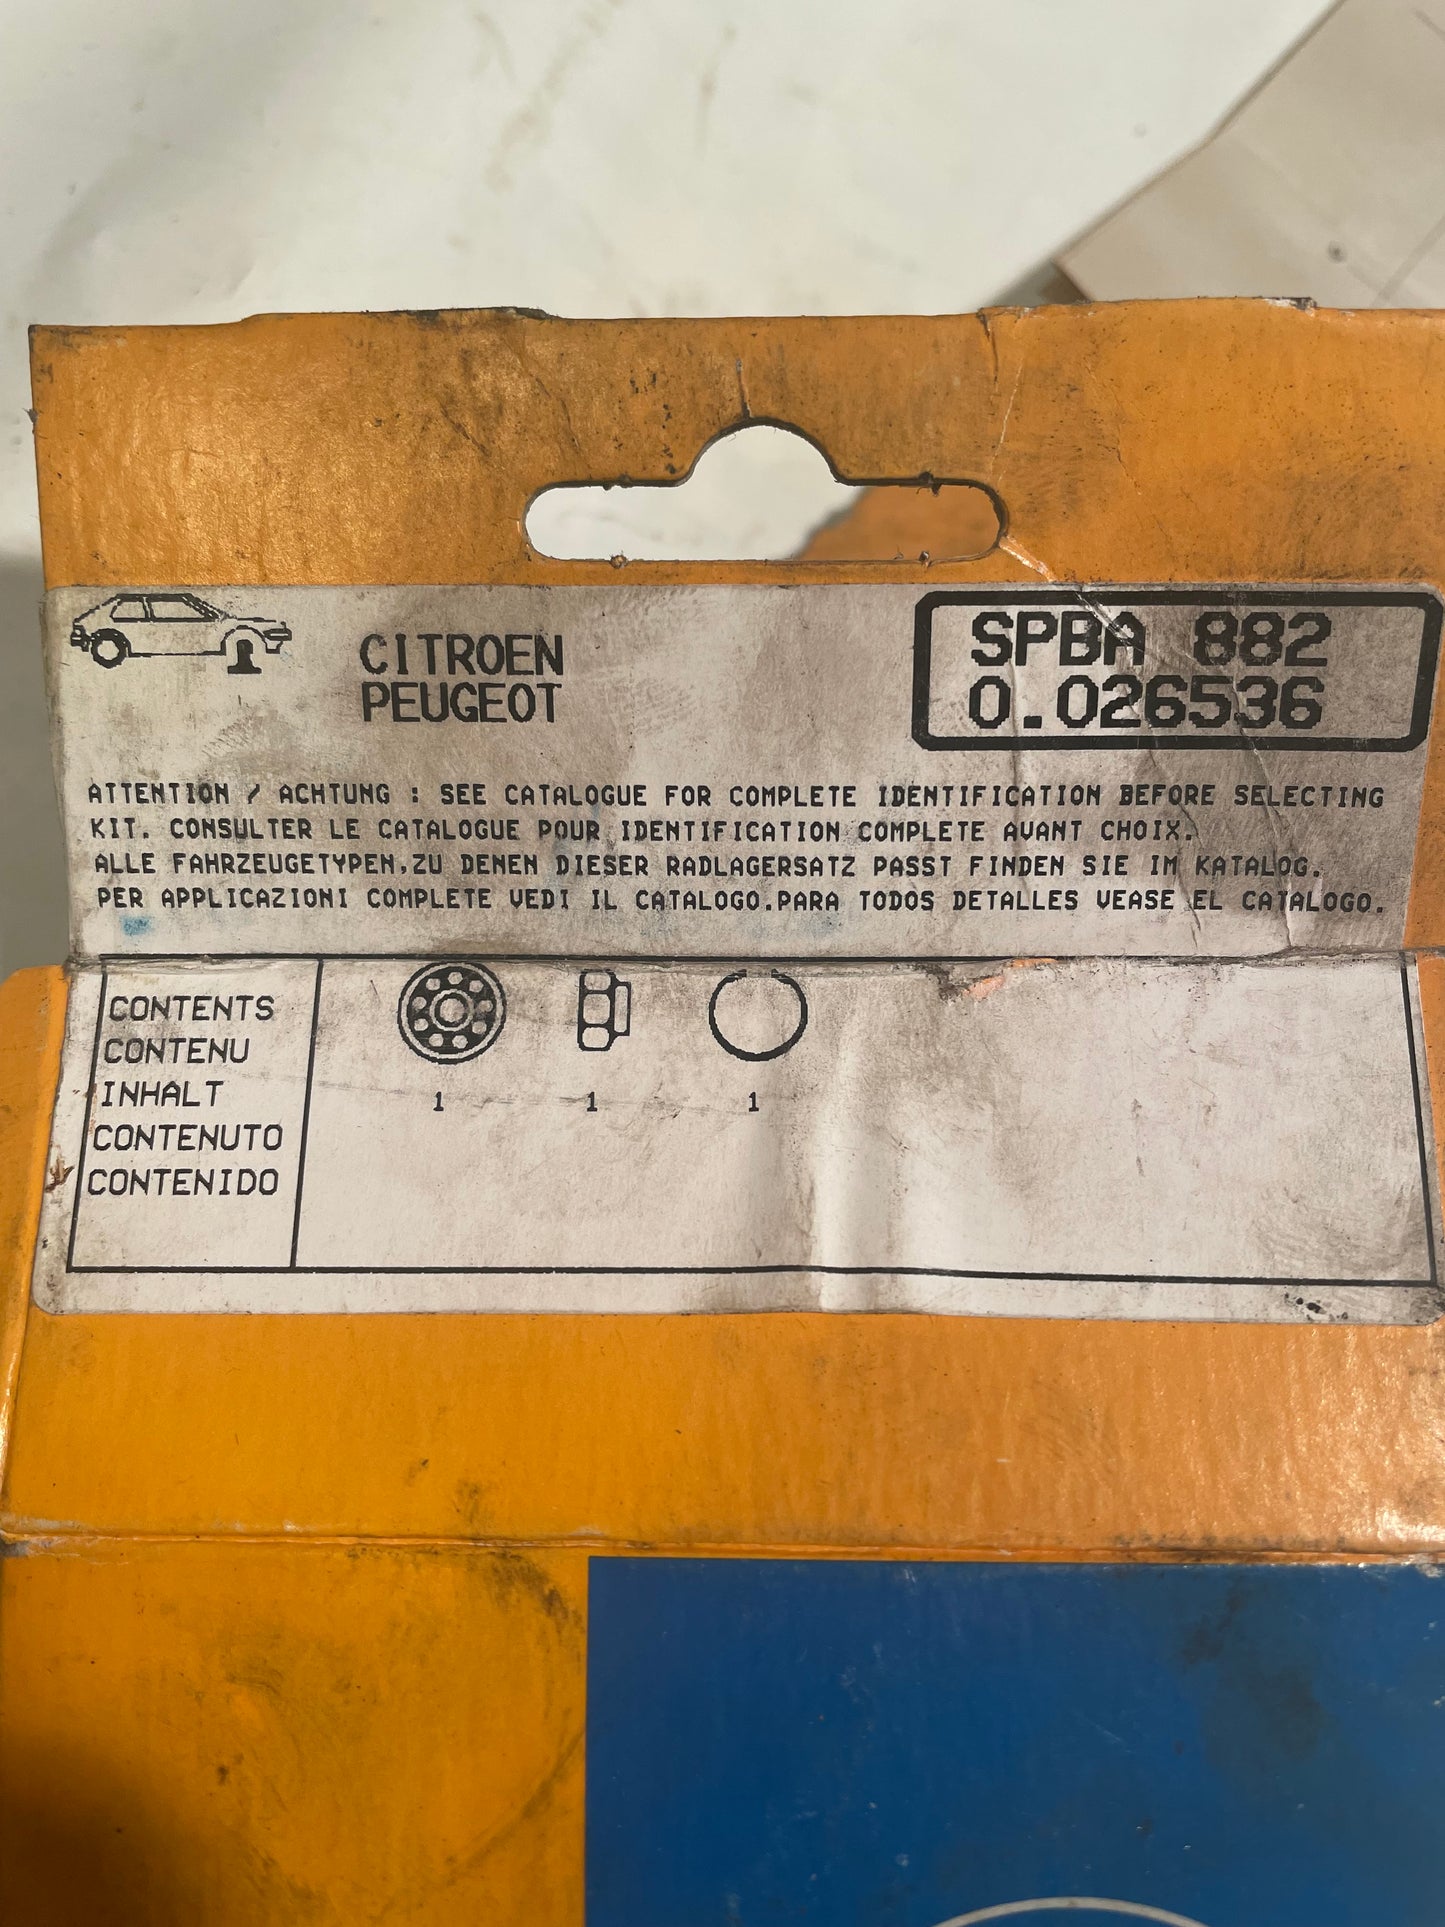 CITROEN
PEUGEOT
SPBA 882
0.026536
ATTENTION / ACHTUNG : SEE CATALOGUE FOR COMPLETE IDENTIFICATION BEFORE SELECTING
KIT. CONSULTER LE CATALOGUE POUR IDENTIFICATION COMPLETE AVANT CHOIX.
ALLE FAHRZEUGETYPEN,ZU DENEN DIESER RADLAGERSATZ PASST FINDEN SIE IM KATALOG.
PER APPLICAZIONI COMPLETE VEDI IL CATALOGO.PARA TODOS DETALLES VEASE EL CATALOGO.
CONTENTS
CONTENU
INHALT
CONTENUTO
CONTENIDO
1 1 1